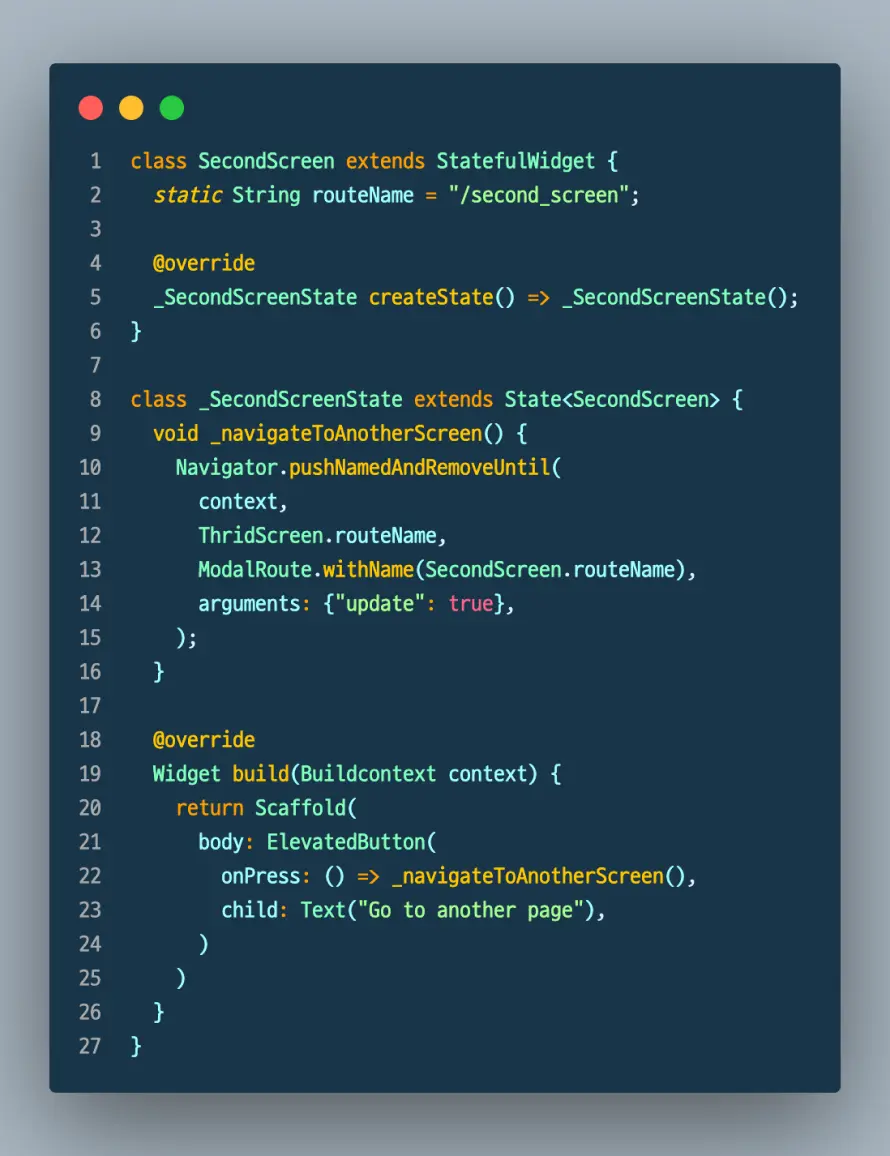 1 class SecondScreen extends StatefulWidget {
2   static String routeName = "/second_screen";
3
4   @override
5   _SecondScreenState createState() => _SecondScreenState();
6 }
7
8 class _SecondScreenState extends State<SecondScreen> {
9   void _navigateToAnotherScreen() {
10     Navigator.pushNamedAndRemoveUntil(
11       context,
12       ThridScreen.routeName,
13       ModalRoute.withName(SecondScreen.routeName),
14       arguments: {"update": true},
15     );
16   }
17
18   @override
19   Widget build(Buildcontext context) {
20     return Scaffold(
21       body: ElevatedButton(
22         onPress: () => _navigateToAnotherScreen(),
23         child: Text("Go to another page"),
24       )
25     )
26   }
27 }